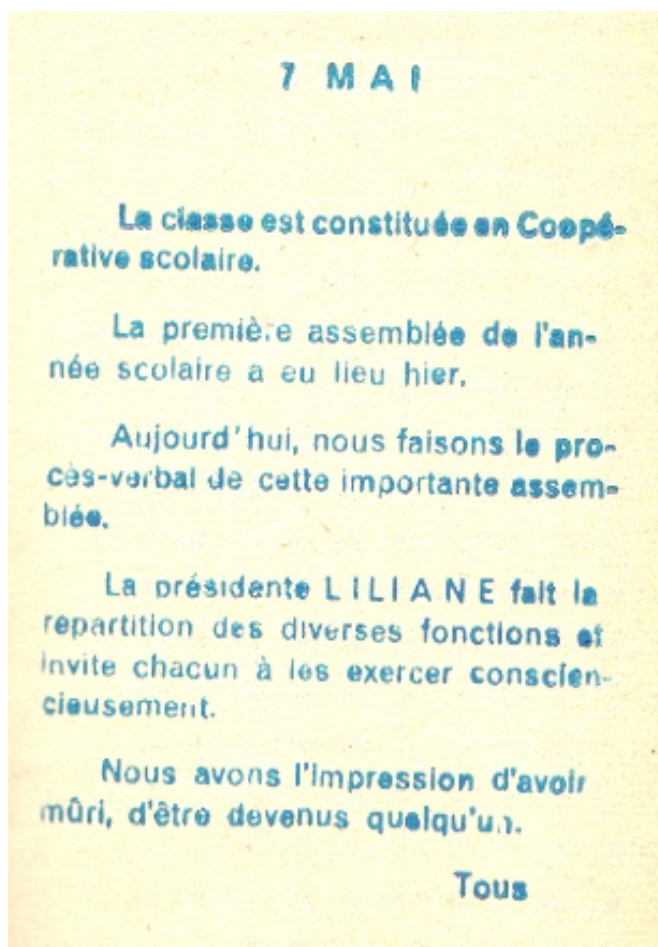 7 MAI
La classe est constituée en Coopé-
rative scolaire.
La première assemblée de l'an-
née scolaire a eu lieu hier.
Aujourd'hui, nous faisons le pro-
cès-verbal de cette importante assem-
blée.
La présidente LILIANE fait la
repartition des diverses fonctions et
invite chacun à les exercer conscien-
cieusement.
Nous avons l'impression d'avoir
mûri, d'être devenus quelqu'un.
Tous